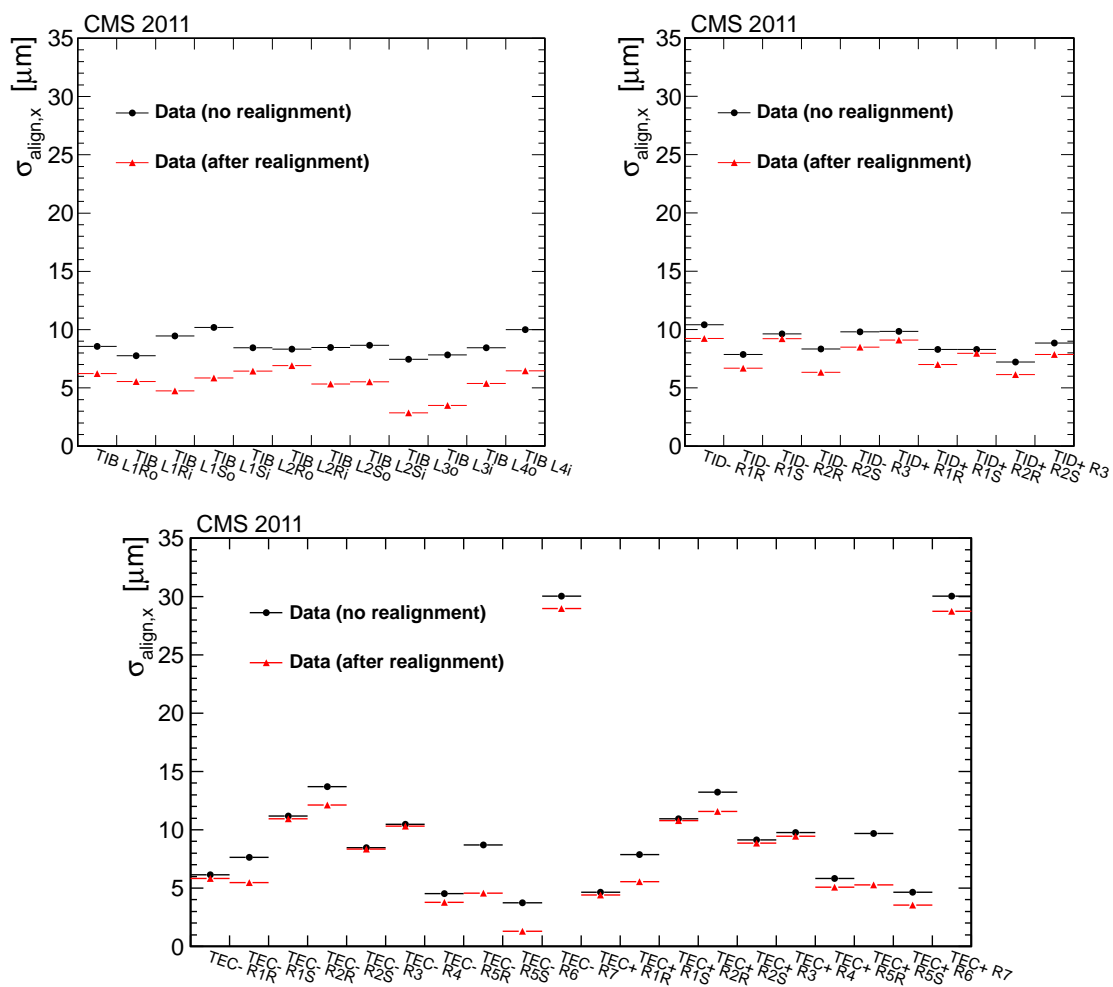 CMS 2011
σalign,x [μm]
35
30
25
20
15
10
5
0
Data (no realignment)
Data (after realignment)
TIB L1Ro
TIB L1Ri
TIB L1So
TIB L1Si
TIB L2Ro
TIB L2Ri
TIB L2So
TIB L2Si
TIB L3o
TIB L3i
TIB L4o
TIB L4i
CMS 2011
σalign,x [μm]
35
30
25
20
15
10
5
0
Data (no realignment)
Data (after realignment)
TID- R1R
TID- R1S
TID- R2R
TID- R2S
TID- R3
TID+ R1R
TID+ R1S
TID+ R2R
TID+ R2S
TID+ R3
CMS 2011
σalign,x [μm]
35
30
25
20
15
10
5
0
Data (no realignment)
Data (after realignment)
TEC- R1R
TEC- R1S
TEC- R2R
TEC- R2S
TEC- R3
TEC- R4
TEC- R5R
TEC- R5S
TEC- R6
TEC- R7
TEC+ R1R
TEC+ R1S
TEC+ R2R
TEC+ R2S
TEC+ R3
TEC+ R4
TEC+ R5R
TEC+ R5S
TEC+ R6
TEC+ R7